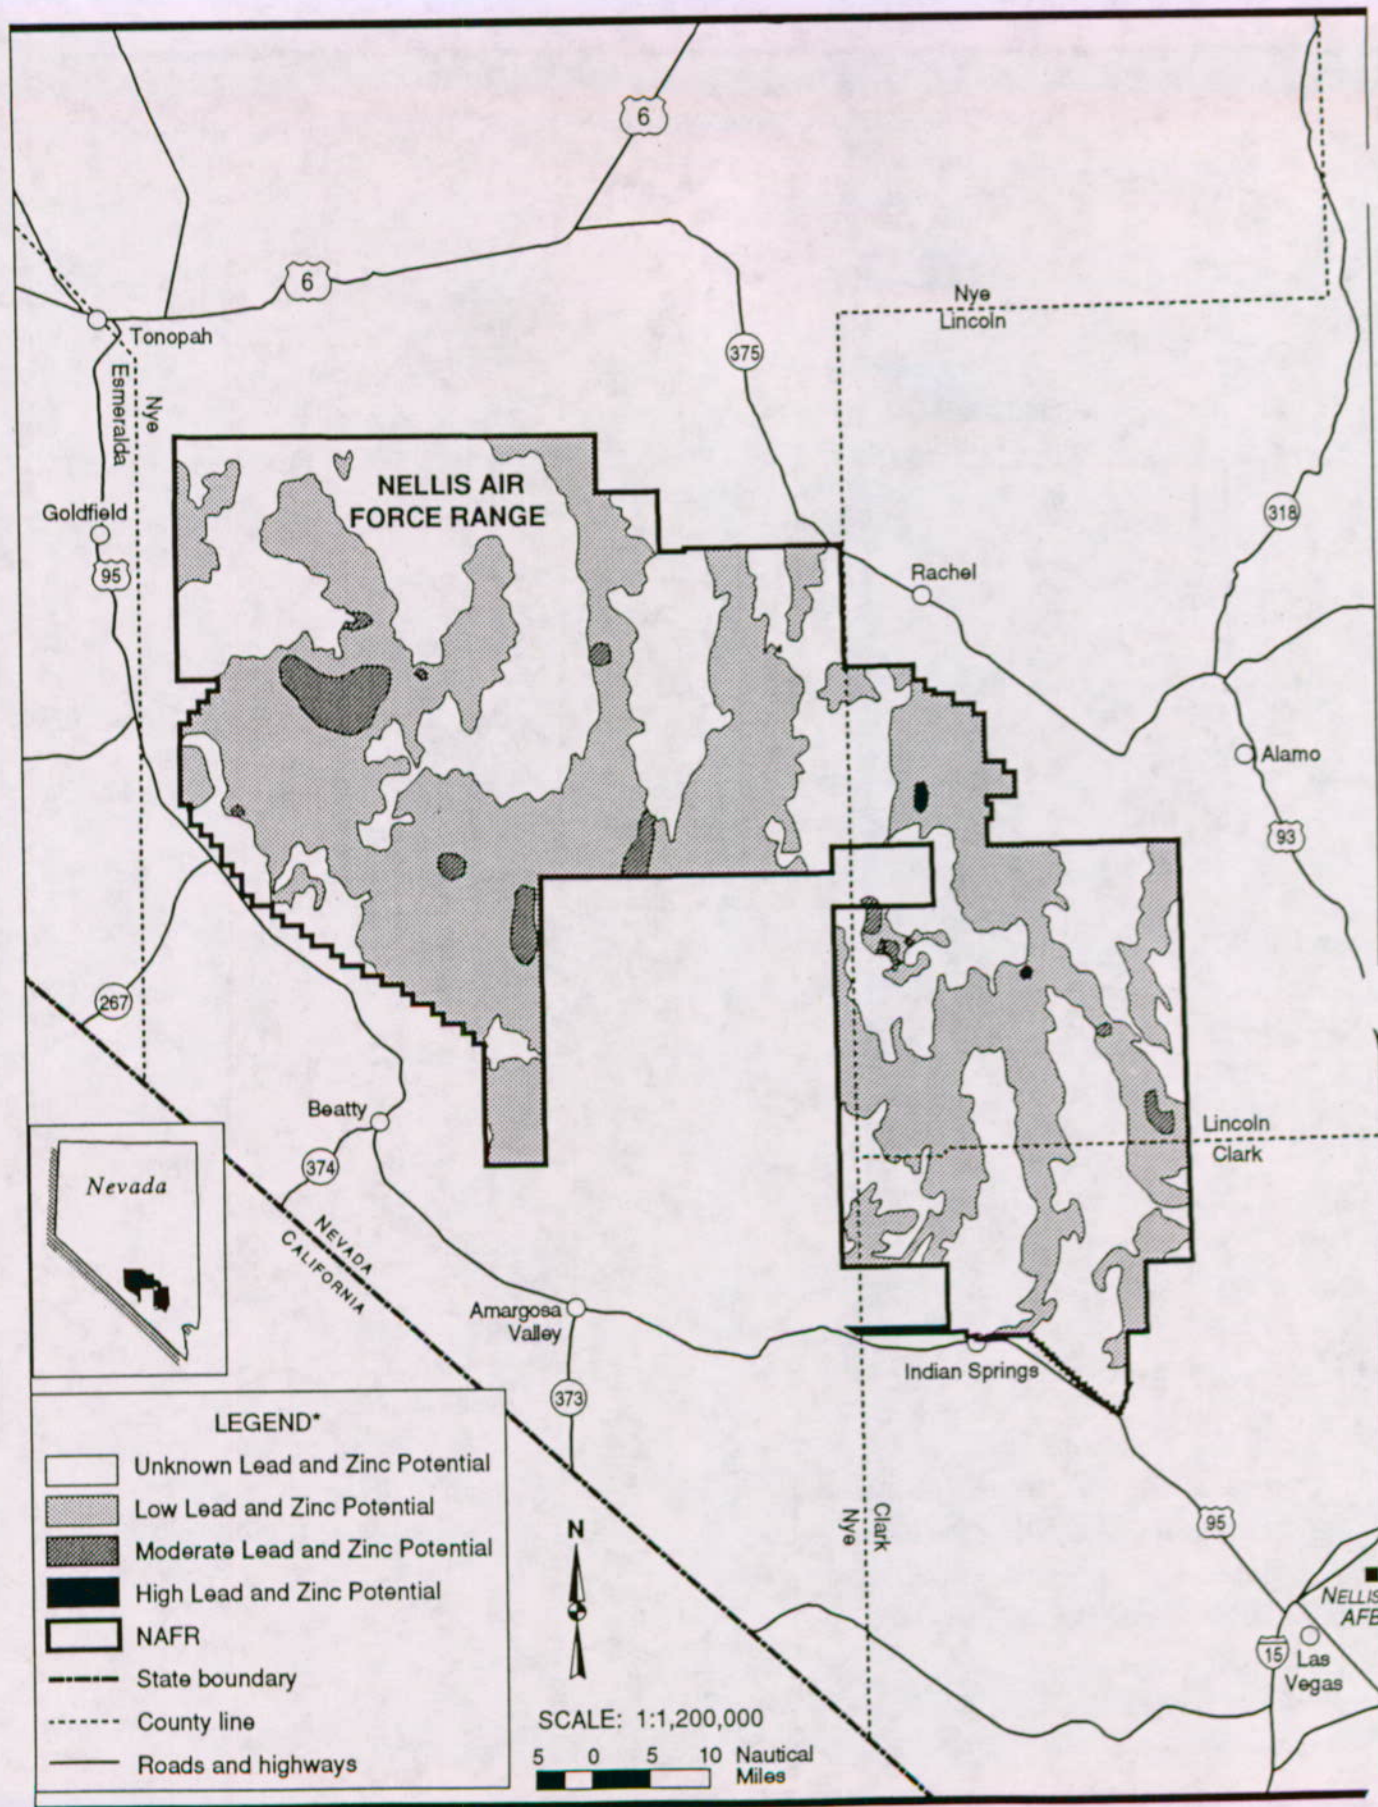 6
6
Nye
Lincoln
Tonopah
375
Esmeralda
Nye
NELLIS AIR
FORCE RANGE
Goldfield
318
95
Rachel
Alamo
93
267
Beatty
Lincoln
Clark
374
Nevada
NEVADA
CALIFORNIA
Amargosa
Valley
Indian Springs
373
LEGEND*
Unknown Lead and Zinc Potential
Low Lead and Zinc Potential
Moderate Lead and Zinc Potential
High Lead and Zinc Potential
NAFR
State boundary
County line
Roads and highways
Clark
Nye
95
N
NELLIS
AFB
15
Las
Vegas
SCALE: 1:1,200,000
5 0 5 10 Nautical
Miles